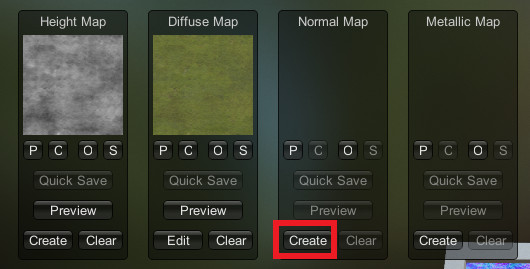 Height Map Diffuse Map Normal Map Metallic Map
P C O S P C O S P C O S P C O S
Quick Save Quick Save Quick Save Quick Save
Preview Preview Preview Preview
Create Clear Edit Clear Create Clear Create Clear